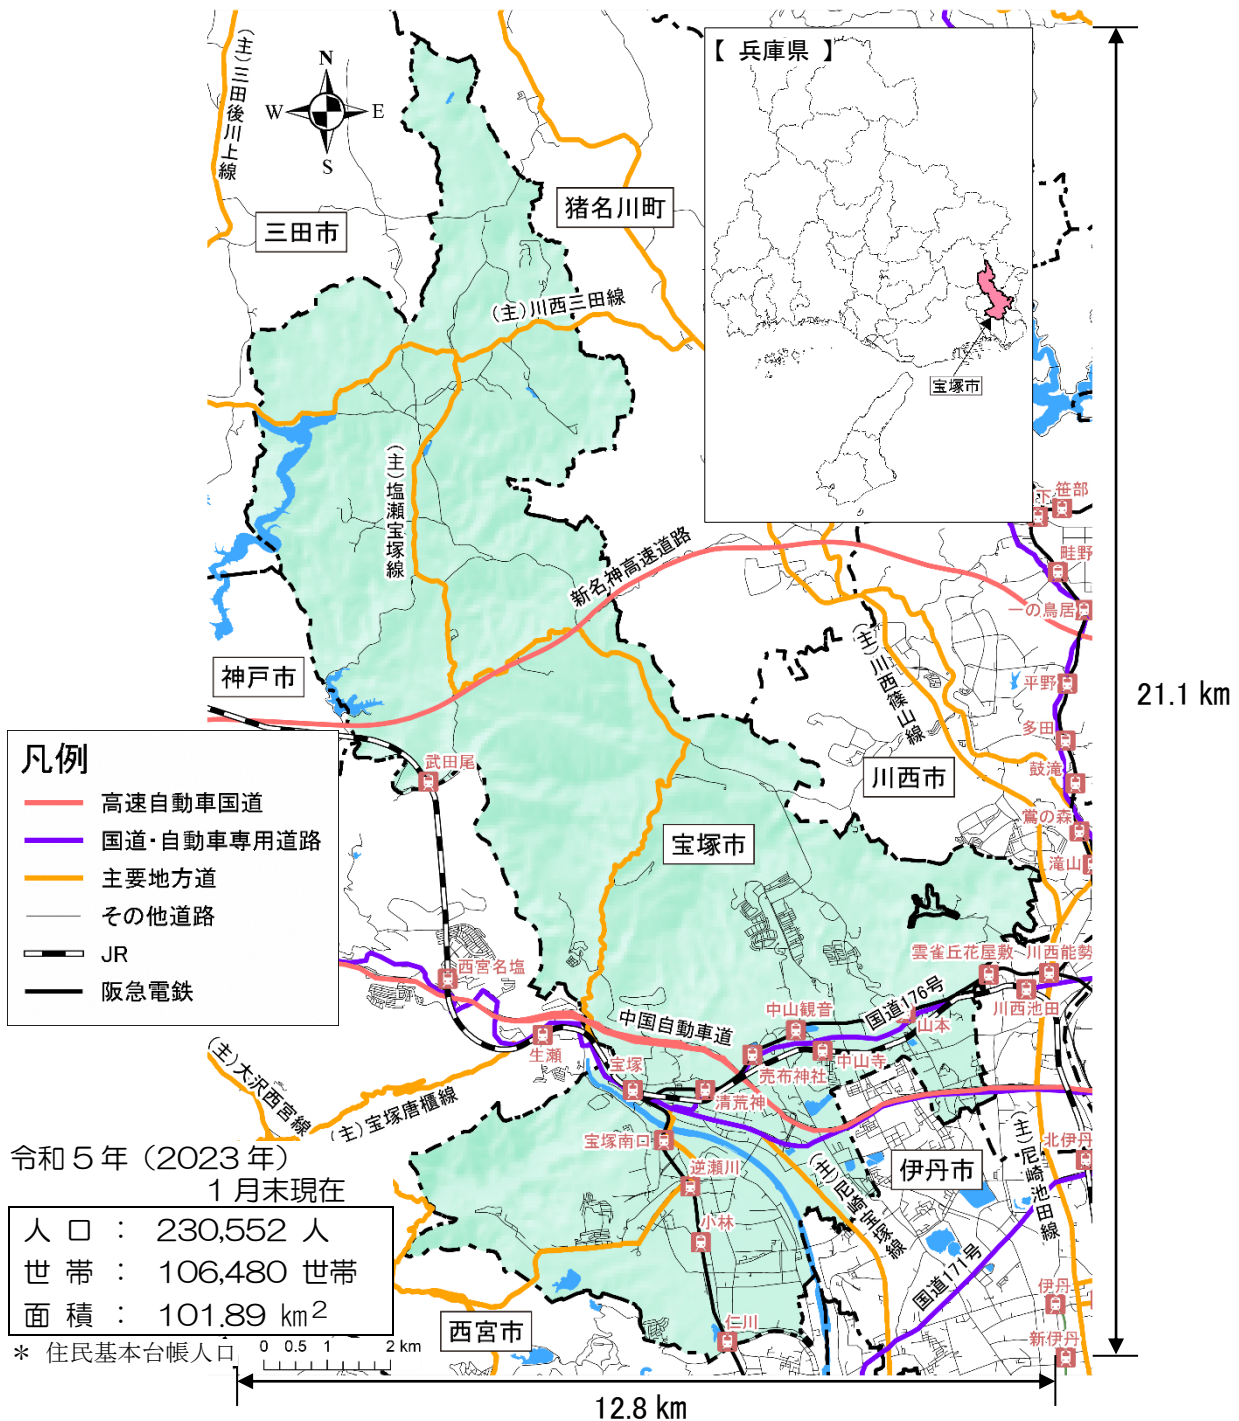 【 兵庫県 】
宝塚市
N
W
E
S
(主)三田後川上線
三田市
猪名川町
(主)川西三田線
(主)塩瀬宝塚線
新名神高速道路
笹部
下
畦野
一の鳥居
(主)川西篠山線
平野
多田
鼓滝
鴬の森
滝山
神戸市
21.1 km
川西市
武田尾
宝塚市
凡例
高速自動車国道
国道・自動車専用道路
主要地方道
その他道路
JR
阪急電鉄
西宮名塩
雲雀丘花屋敷
川西能勢
国道176号
川西池田
中山観音
山本
中国自動車道
生瀬
宝塚
売布神社
中山寺
清荒神
(主)大沢西宮線
(主)宝塚唐櫃線
宝塚南口
逆瀬川
(主)尼崎宝塚線
伊丹市
(主)尼崎池田線
北伊丹
小林
国道171号
伊丹
新伊丹
仁川
西宮市
令和5年(2023年)
1月末現在
人 口 : 230,552 人
世 帯 : 106,480 世帯
面 積 : 101.89 km2
* 住民基本台帳人口
0 0.5 1 2 km
12.8 km